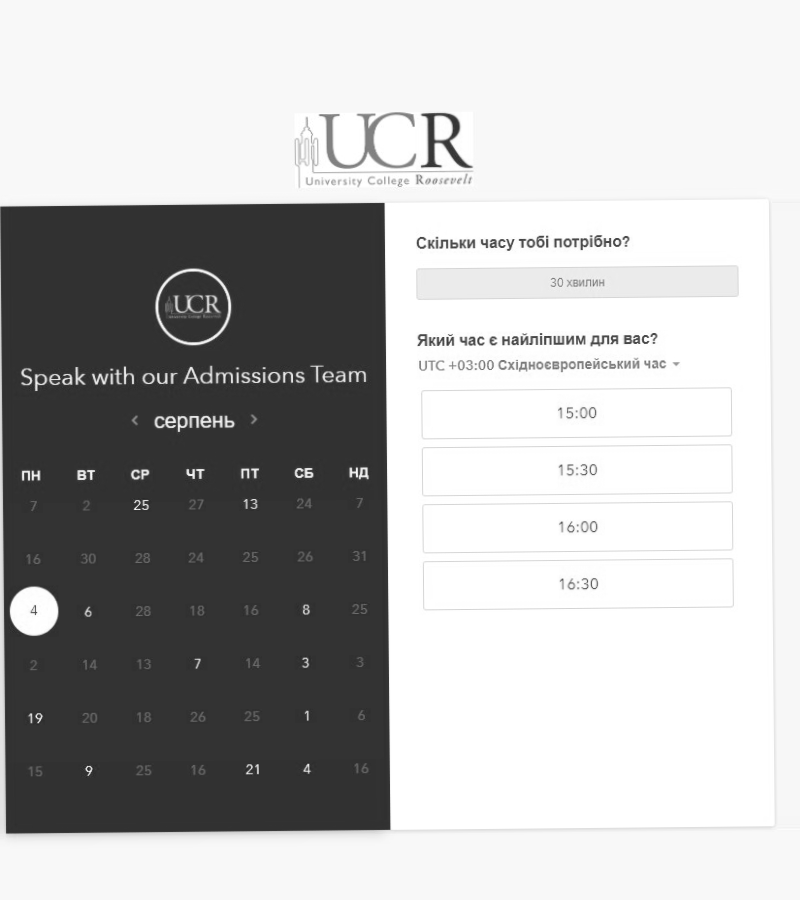 UCR
University College Roosevelt
UCR
University College Roosevelt
Speak with our Admissions Team
серпень
ПН ВТ СР ЧТ ПТ СБ НД
7 2 25 27 13 24 7
16 30 28 24 25 26 31
4 6 28 18 16 8 25
2 14 13 7 14 3 3
19 20 18 26 25 1 6
15 9 25 16 21 4 16
Скільки часу тобі потрібно?
30 хвилин
Який час є найліпшим для вас?
UTC +03:00 Східноєвропейський час
15:00
15:30
16:00
16:30